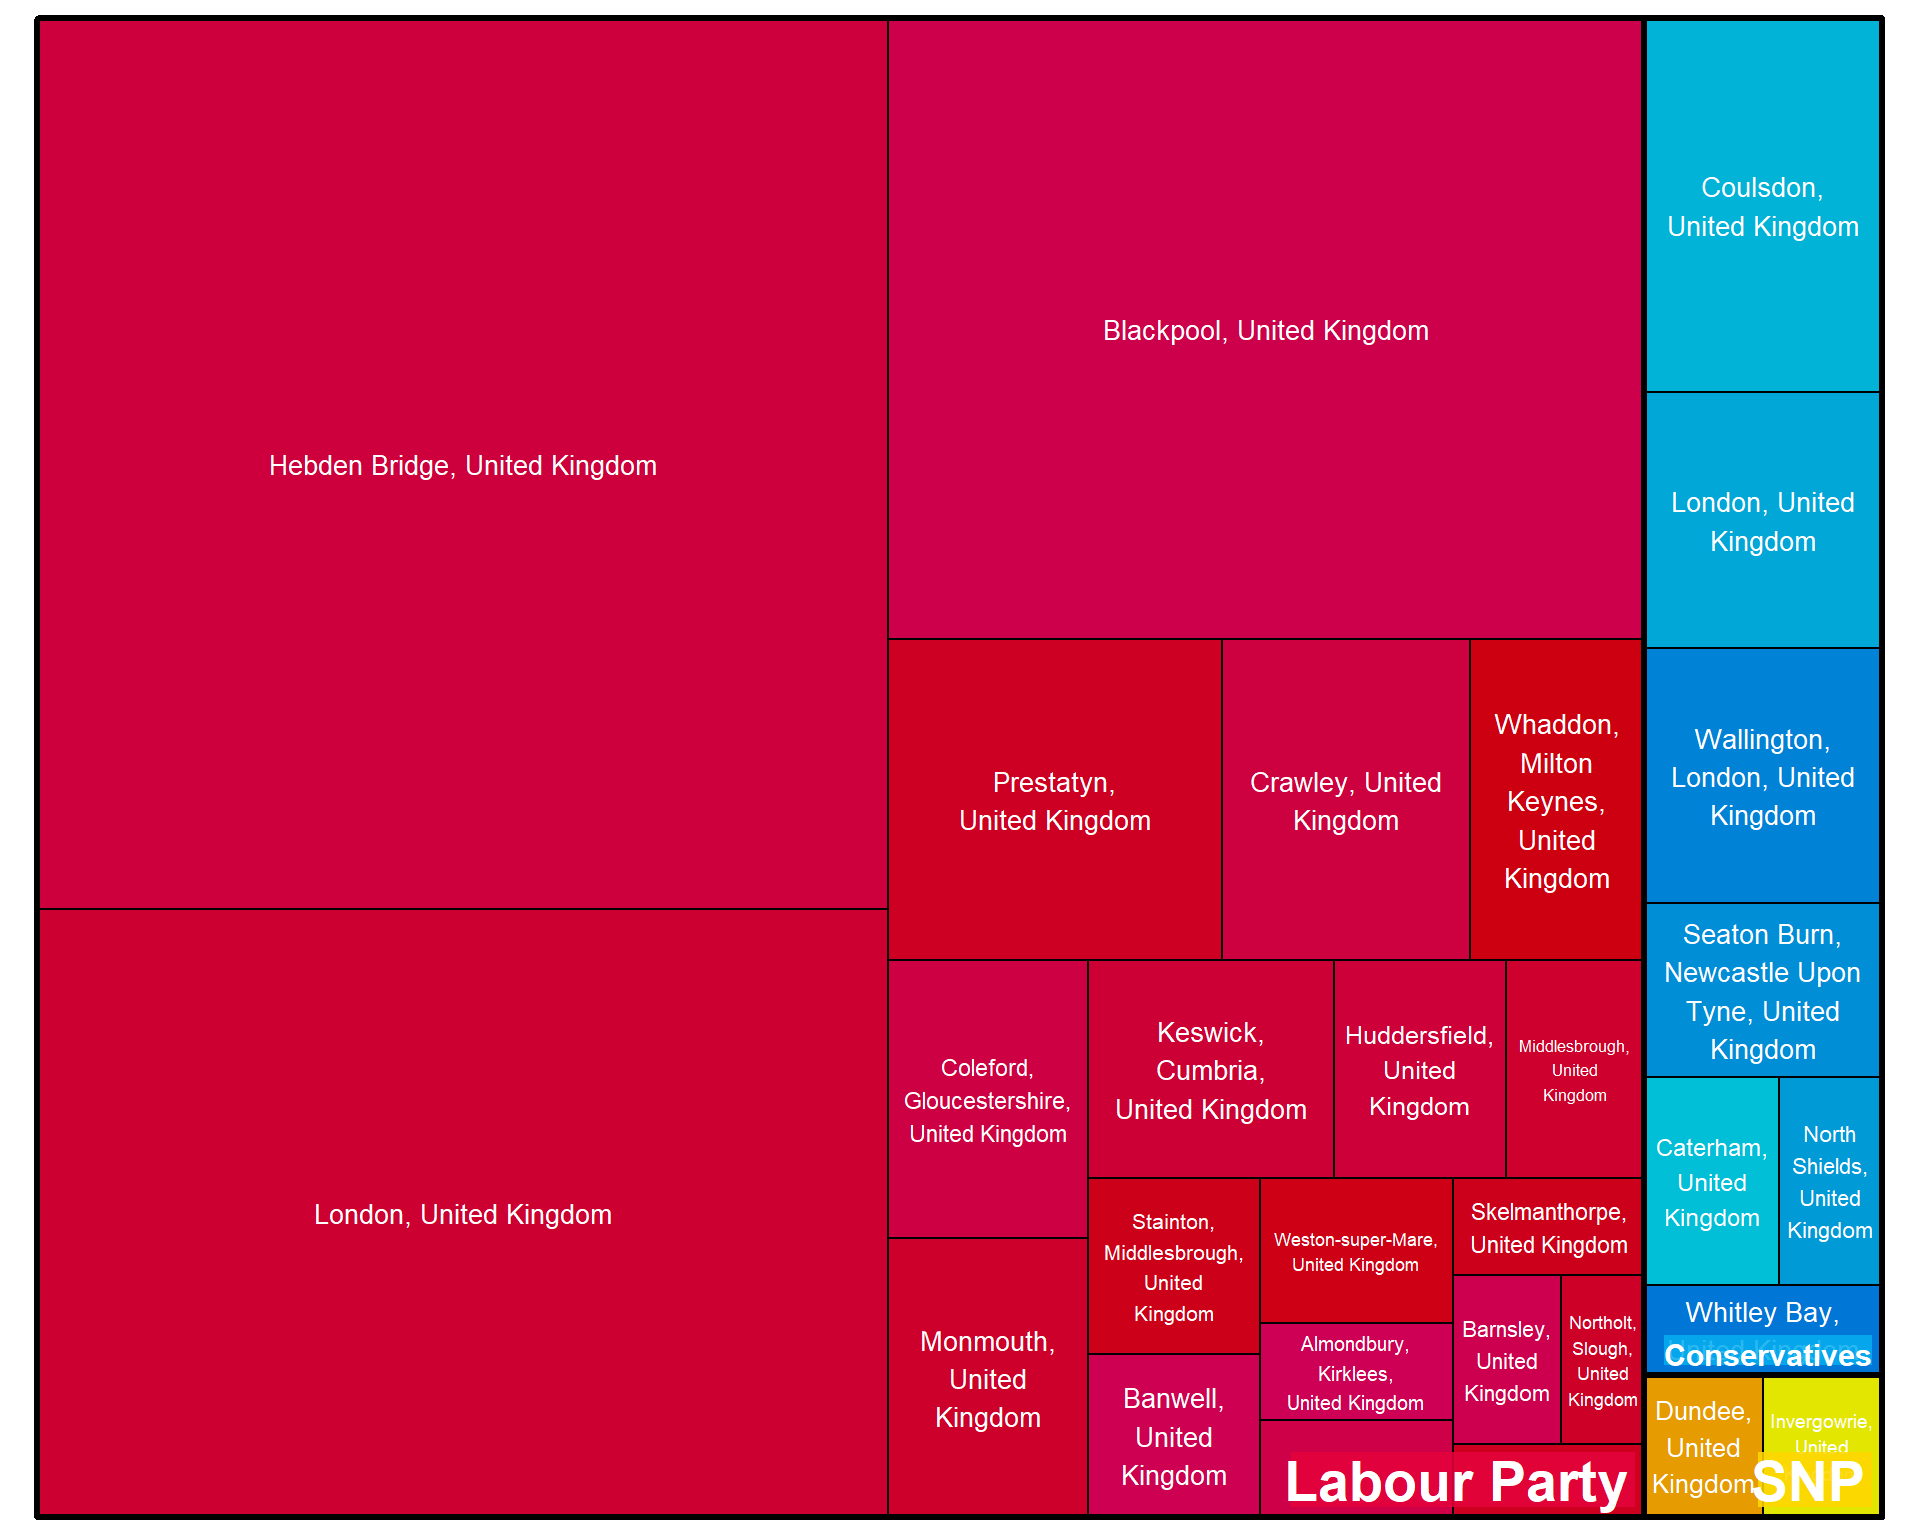 Hebden Bridge, United Kingdom
London, United Kingdom
Blackpool, United Kingdom
Prestatyn,
United Kingdom
Crawley, United
Kingdom
Whaddon,
Milton
Keynes,
United
Kingdom
Coleford,
Gloucestershire,
United Kingdom
Monmouth,
United
Kingdom
Keswick,
Cumbria,
United Kingdom
Huddersfield,
United
Kingdom
Middlesbrough,
United
Kingdom
Stainton,
Middlesbrough,
United
Kingdom
Banwell,
United
Kingdom
Weston-super-Mare,
United Kingdom
Almondbury,
Kirklees,
United Kingdom
Skelmanthorpe,
United Kingdom
Barnsley,
United
Kingdom
Northolt,
Slough,
United
Kingdom
Labour Party
Coulsdon,
United Kingdom
London, United
Kingdom
Wallington,
London, United
Kingdom
Seaton Burn,
Newcastle Upon
Tyne, United
Kingdom
Caterham,
United
Kingdom
North
Shields,
United
Kingdom
Whitley Bay,
United Kingdom
Conservatives
Dundee,
United
Kingdom
Invergowrie,
United
SNP